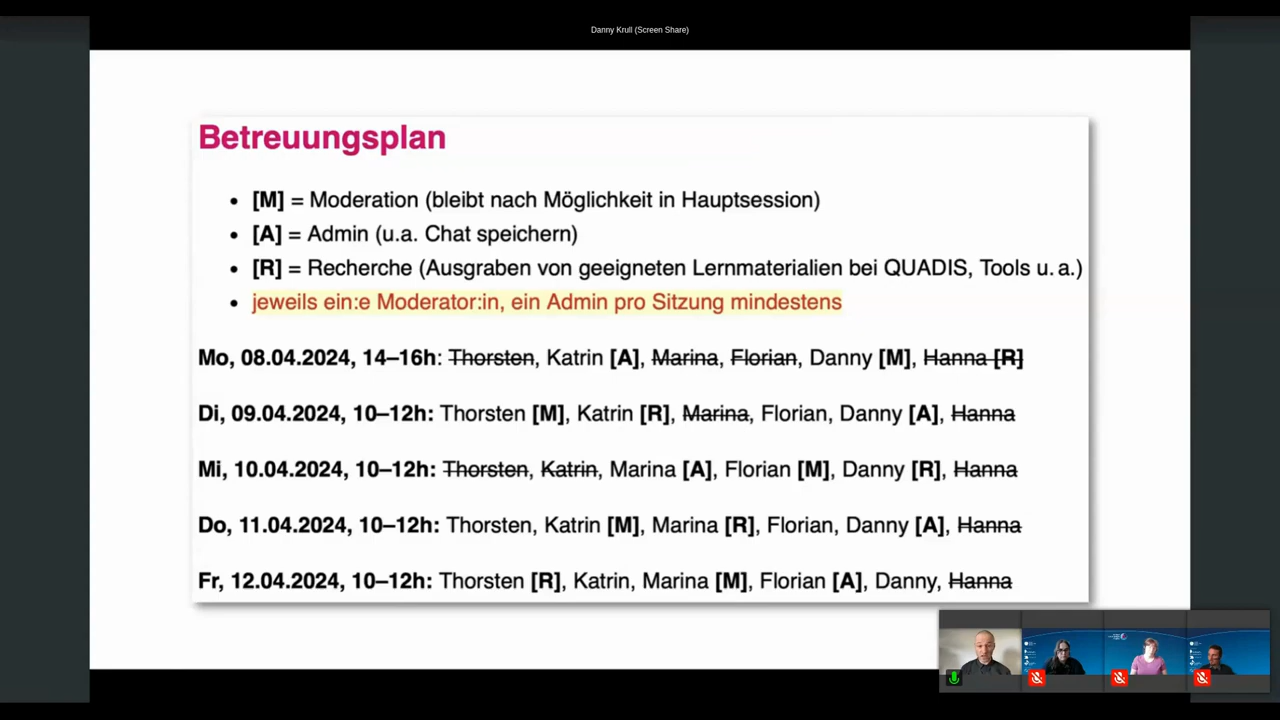 Danny Krull (Screen Share)
Betreuungsplan
• [M] = Moderation (bleibt nach Möglichkeit in Hauptsession)
• [A] = Admin (u.a. Chat speichern)
• [R] = Recherche (Ausgraben von geeigneten Lernmaterialien bei QUADIS, Tools u. a.)
• jeweils ein:e Moderator:in, ein Admin pro Sitzung mindestens
Mo, 08.04.2024, 14–16h: Thorsten, Katrin [A], Marina, Florian, Danny [M], Hanna [R]
Di, 09.04.2024, 10–12h: Thorsten [M], Katrin [R], Marina, Florian, Danny [A], Hanna
Mi, 10.04.2024, 10–12h: Thorsten, Katrin, Marina [A], Florian [M], Danny [R], Hanna
Do, 11.04.2024, 10–12h: Thorsten, Katrin [M], Marina [R], Florian, Danny [A], Hanna
Fr, 12.04.2024, 10–12h: Thorsten [R], Katrin, Marina [M], Florian [A], Danny, Hanna